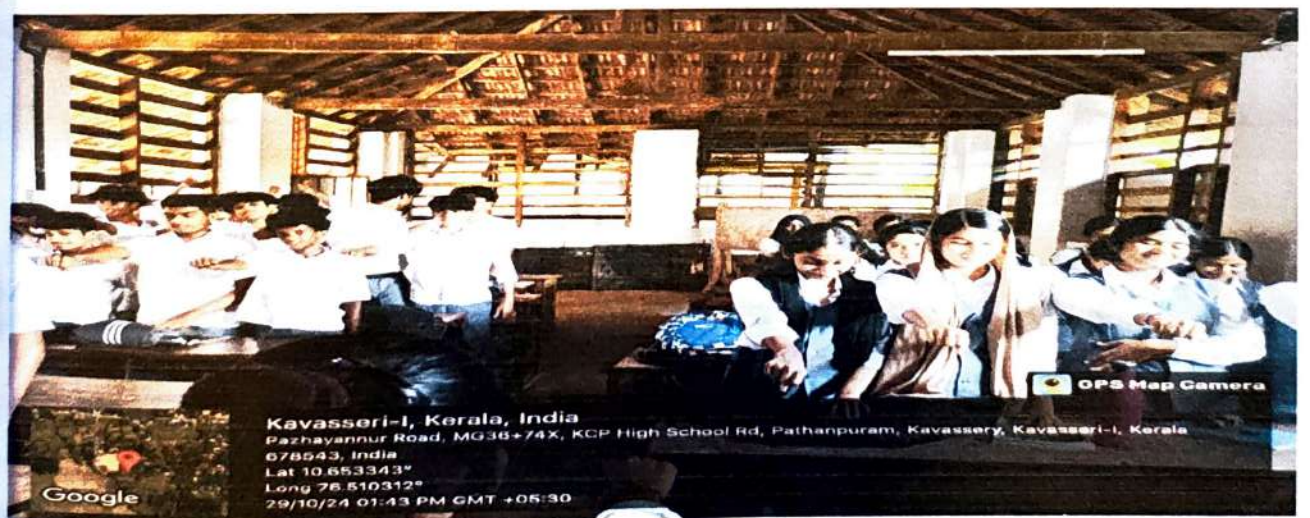 GPS Map Camera
Kavasseri-I, Kerala, India
Pazhayannur Road, MG36+74X, KCP High School Rd, Pathanpuram, Kavassery, Kavasseri-I, Kerala
678543, India
Lat 10.653343°
Long 76.510312°
29/10/24 01:43 PM GMT +05:30
Google